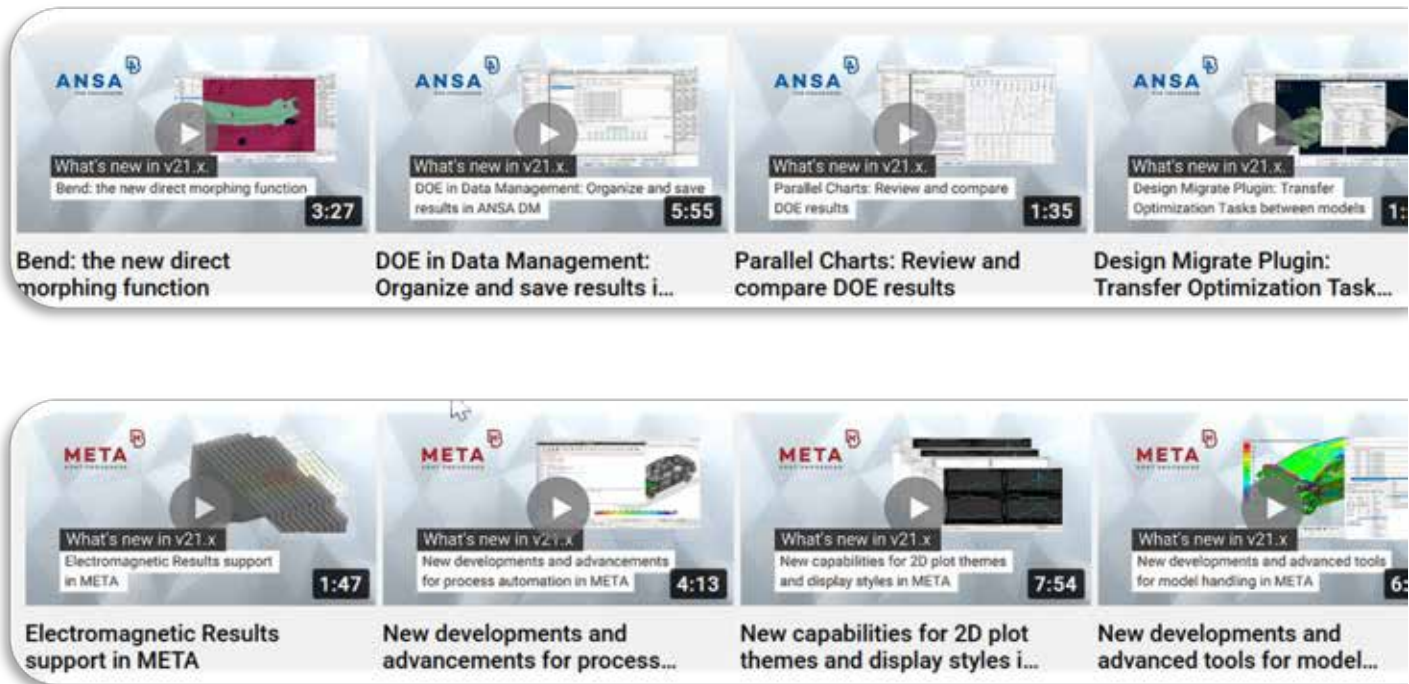 ANSA
What's new in v21.x.
Bend: the new direct morphing function
3:27
Bend: the new direct
morphing function
ANSA
What's new in v21.x.
DOE in Data Management: Organize and save
results in ANSA DM
5:55
DOE in Data Management:
Organize and save results i...
ANSA
What's new in v21.x.
Parallel Charts: Review and compare
DOE results
1:35
Parallel Charts: Review and
compare DOE results
ANSA
What's new in v21.x.
Design Migrate Plugin: Transfer
Optimization Tasks between models
Design Migrate Plugin:
Transfer Optimization Task...
META
What's new in v21.x
Electromagnetic Results support
in META
1:47
Electromagnetic Results
support in META
META
What's new in v21.x
New developments and advancements
for process automation in META
4:13
New developments and
advancements for process...
META
What's new in v21.x
New capabilities for 2D plot themes
and display styles in META
7:54
New capabilities for 2D plot
themes and display styles i...
META
What's new in v21.x
New developments and advanced tools
for model handling in META
New developments and
advanced tools for model...